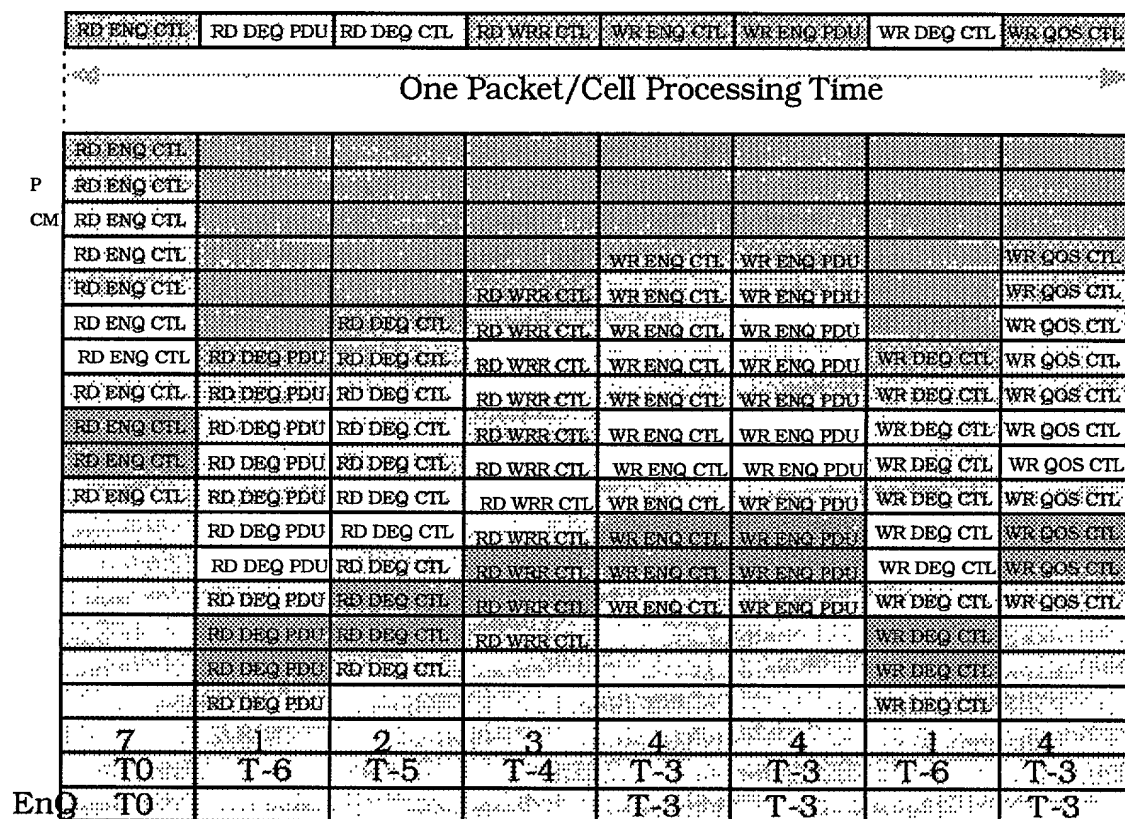 RD ENQ CTL RD DEQ PDU RD DEQ CTL RD WRR CTL WR ENQ CTL WR ENQ PDU WR DEQ CTL WR QOS CTL
One Packet/Cell Processing Time
RD ENQ CTL
P RD ENQ CTL
CM RD ENQ CTL
RD ENQ CTL WR ENQ CTL WR ENQ PDU WR QOS CTL
RD ENQ CTL RD WRR CTL WR ENQ CTL WR ENQ PDU WR QOS CTL
RD ENQ CTL RD DEQ CTL RD WRR CTL WR ENQ CTL WR ENQ PDU WR QOS CTL
RD ENQ CTL RD DEQ PDU RD DEQ CTL RD WRR CTL WR ENQ CTL WR ENQ PDU WR DEQ CTL WR QOS CTL
RD ENQ CTL RD DEQ PDU RD DEQ CTL RD WRR CTL WR ENQ CTL WR ENQ PDU WR DEQ CTL WR QOS CTL
RD ENQ CTL RD DEQ PDU RD DEQ CTL RD WRR CTL WR ENQ CTL WR ENQ PDU WR DEQ CTL WR QOS CTL
RD ENQ CTL RD DEQ PDU RD DEQ CTL RD WRR CTL WR ENQ CTL WR ENQ PDU WR DEQ CTL WR QOS CTL
RD ENQ CTL RD DEQ PDU RD DEQ CTL RD WRR CTL WR ENQ CTL WR ENQ PDU WR DEQ CTL WR QOS CTL
RD DEQ PDU RD DEQ CTL RD WRR CTL WR ENQ CTL WR ENQ PDU WR DEQ CTL WR QOS CTL
RD DEQ PDU RD DEQ CTL RD WRR CTL WR ENQ CTL WR ENQ PDU WR DEQ CTL WR QOS CTL
RD DEQ PDU RD DEQ CTL RD WRR CTL WR ENQ CTL WR ENQ PDU WR DEQ CTL WR QOS CTL
RD DEQ PDU RD DEQ CTL RD WRR CTL WR DEQ CTL
RD DEQ PDU RD DEQ CTL WR DEQ CTL
RD DEQ PDU WR DEQ CTL
7 1 2 3 4 4 1 4
T0 T-6 T-5 T-4 T-3 T-3 T-6 T-3
EnQ T0 T-3 T-3 T-3